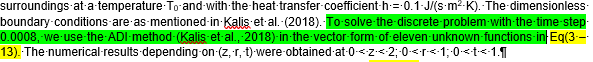 surroundings at a temperature T₀ and with the heat transfer coefficient h = 0.1 J/(s m² K). The dimensionless
boundary conditions are as mentioned in Kalis et al. (2018). To solve the discrete problem with the time step
0.0008, we use the ADI method (Kalis et al., 2018) in the vector form of eleven unknown functions in Eq(3 –
13). The numerical results depending on (z, r, t) were obtained at 0 < z < 2; 0 < r < 1; 0 < t < 1.¶